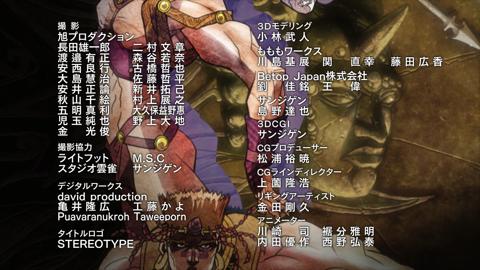 撮 影
旭プロダクション
長田雄一郎 二村文章
渡邉有正 森谷若奈
安西良行 古橋哲也
大島慧治 佐藤哲平
安井正諭 新井拓己
秋山千絵 村上展之
五明真利 大久保益野恵
児玉純也 野上大地
金 光俊
撮影協力
ライトフット M.S.C
スタジオ雲雀 サンジゲン
デジタルワークス
david production
亀井隆広 工藤かよ
Puavaranukroh Taweeporn
タイトルロゴ
STEREOTYPE
3Dモデリング
小林武人
もももワークス
川島基展 関 直幸 藤田広香
Betop Japan株式会社
劉 佳銘 王 偉
サンジゲン
島野達也
3DCGI
サンジゲン
CGプロデューサー
松浦裕暁
CGラインディレクター
上薗隆浩
リギングアーティスト
金田剛久
アニメーター
川崎 司 裾分雅明
内田優作 西野弘泰